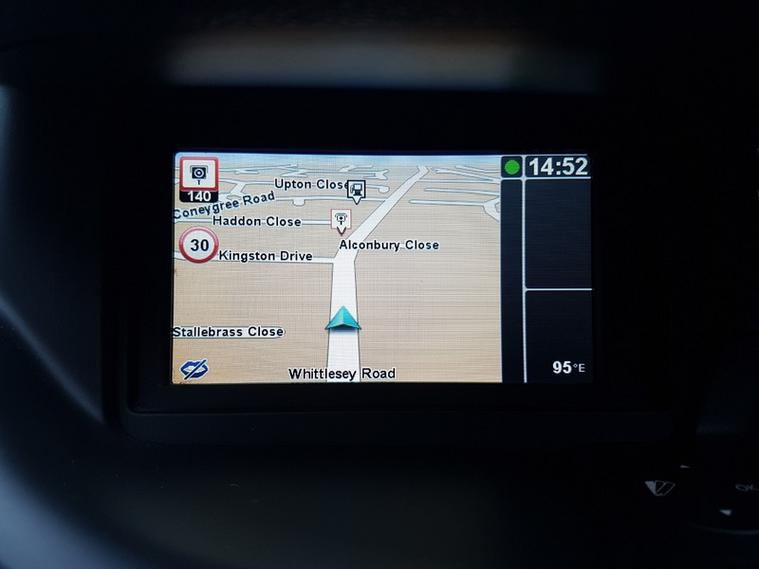 14:52
140
Upton Close
Coneygree Road
Haddon Close
30
Alconbury Close
Kingston Drive
Stallebrass Close
Whittlesey Road
95°E